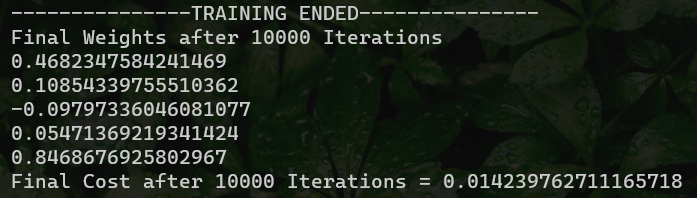 ---------------TRAINING ENDED---------------
Final Weights after 10000 Iterations
0.4682347584241469
0.10854339755510362
-0.09797336046081077
0.05471369219341424
0.8468676925802967
Final Cost after 10000 Iterations = 0.014239762711165718